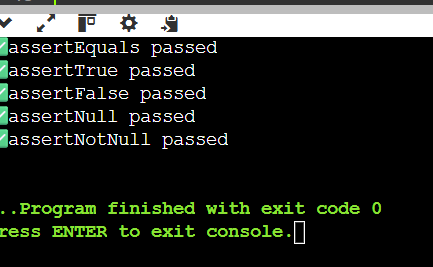 ✅assertEquals passed
✅assertTrue passed
✅assertFalse passed
✅assertNull passed
✅assertNotNull passed
..Program finished with exit code 0
ress ENTER to exit console.